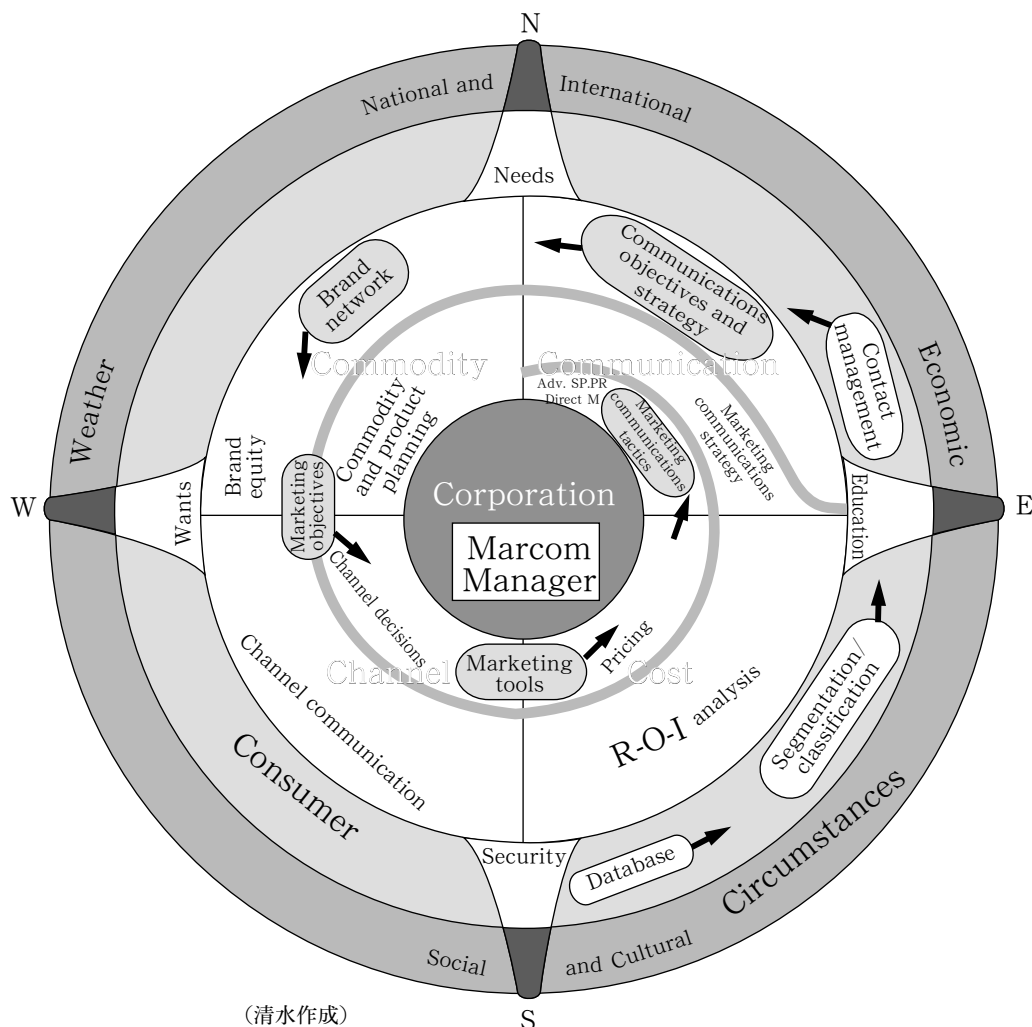 N
National and
International
Needs
Communications
objectives and
strategy
Brand
network
Contact
management
Weather
Economic
Commodity
Communication
Adv. SP.PR
Direct M
Marketing
communications
tactics
Marketing
communications
strategy
Commodity
and product
planning
Brand
equity
Marketing
objectives
Corporation
Marcom
Manager
W
Wants
Education
E
Channel decisions
Channel
Marketing
tools
Pricing
Cost
Channel communication
R-O-I analysis
Segmentation/
classification
Consumer
Security
Database
Circumstances
Social
and Cultural
S
（清水作成）